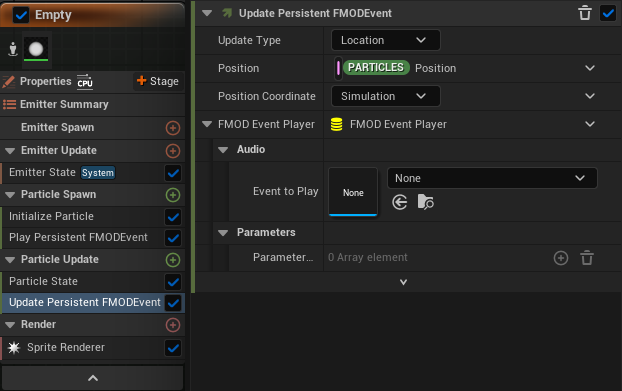 Empty
Properties
CPU
+ Stage
Emitter Summary
Emitter Spawn
Emitter Update
Emitter State System
Particle Spawn
Initialize Particle
Play Persistent FMODEvent
Particle Update
Particle State
Update Persistent FMODEvent
Render
Sprite Renderer
Update Persistent FMODEvent
Update Type Location
Position PARTICLES Position
Position Coordinate Simulation
FMOD Event Player FMOD Event Player
Audio
Event to Play None None
Parameters
Parameter... 0 Array element